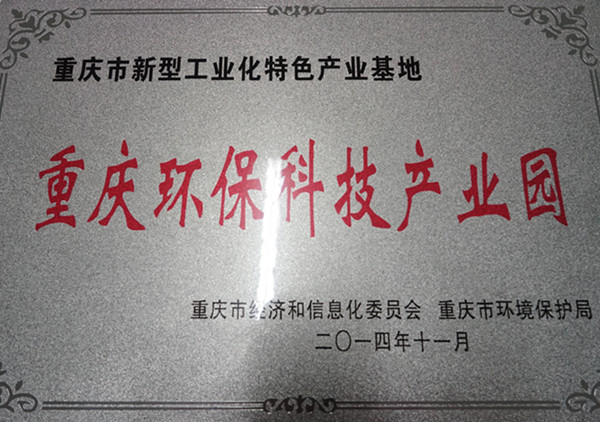 重庆市新型工业化特色产业基地
重庆环保科技产业园
重庆市经济和信息化委员会 重庆市环境保护局
二〇一四年十一月